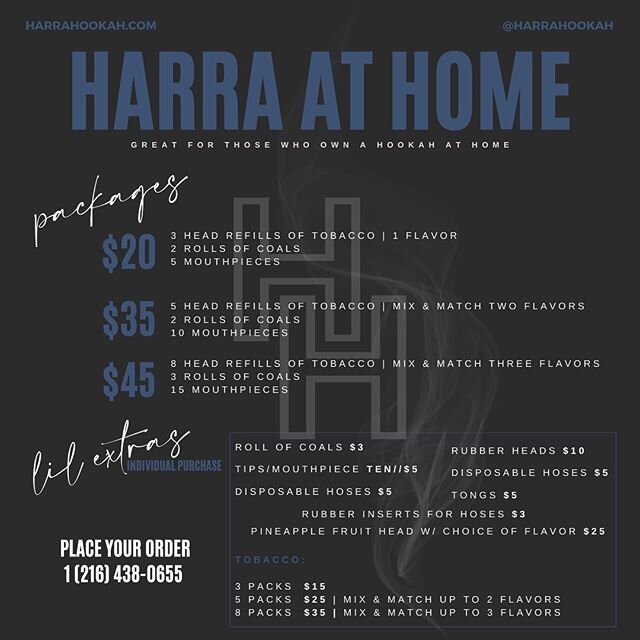 HARRAHOOKAH.COM
@HARRAHOOKAH
HARRA AT HOME
GREAT FOR THOSE WHO OWN A HOOKAH AT HOME
packages
$20
3 HEAD REFILLS OF TOBACCO | 1 FLAVOR
2 ROLLS OF COALS
5 MOUTHPIECES
$35
5 HEAD REFILLS OF TOBACCO | MIX & MATCH TWO FLAVORS
2 ROLLS OF COALS
10 MOUTHPIECES
$45
8 HEAD REFILLS OF TOBACCO | MIX & MATCH THREE FLAVORS
3 ROLLS OF COALS
15 MOUTHPIECES
lil extras
INDIVIDUAL PURCHASE
ROLL OF COALS $3
TIPS/MOUTHPIECE TEN//$5
DISPOSABLE HOSES $5
RUBBER HEADS $10
DISPOSABLE HOSES $5
TONGS $5
RUBBER INSERTS FOR HOSES $3
PINEAPPLE FRUIT HEAD W/ CHOICE OF FLAVOR $25
TOBACCO:
3 PACKS $15
5 PACKS $25 | MIX & MATCH UP TO 2 FLAVORS
8 PACKS $35 | MIX & MATCH UP TO 3 FLAVORS
PLACE YOUR ORDER
1 (216) 438-0655